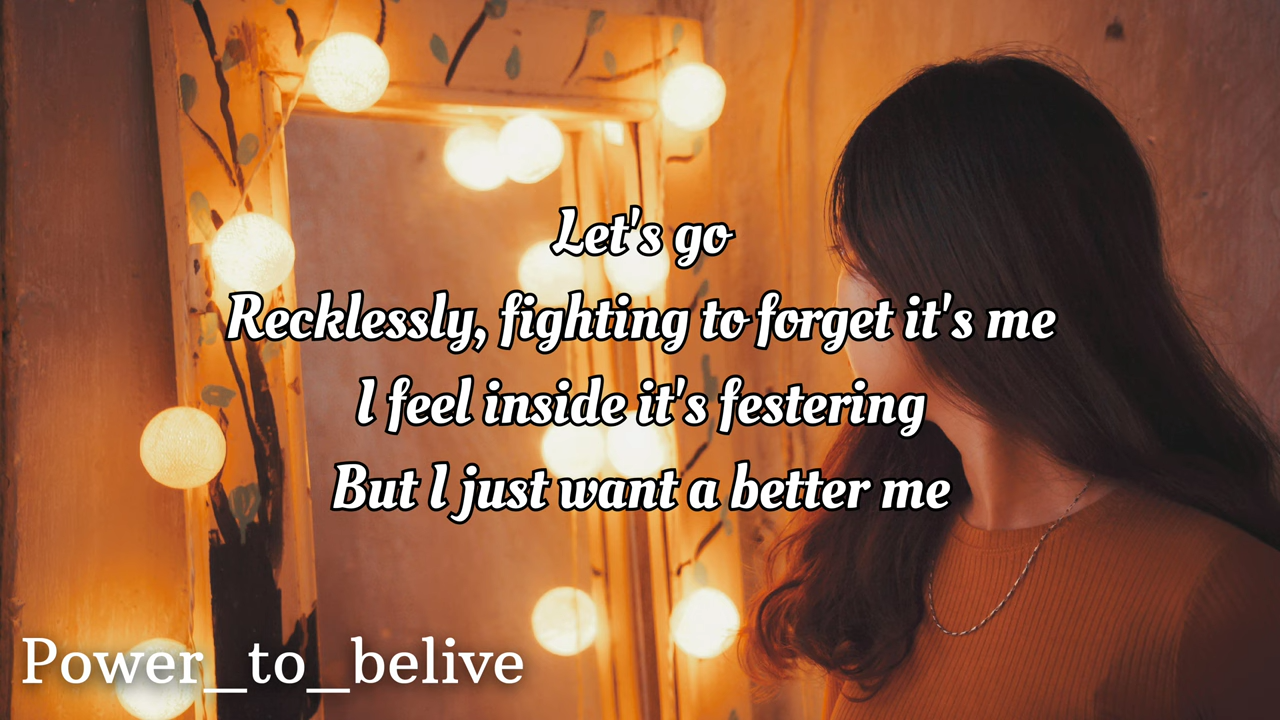 Let's go
Recklessly, fighting to forget it's me
I feel inside it's festering
But I just want a better me
Power_to_belive